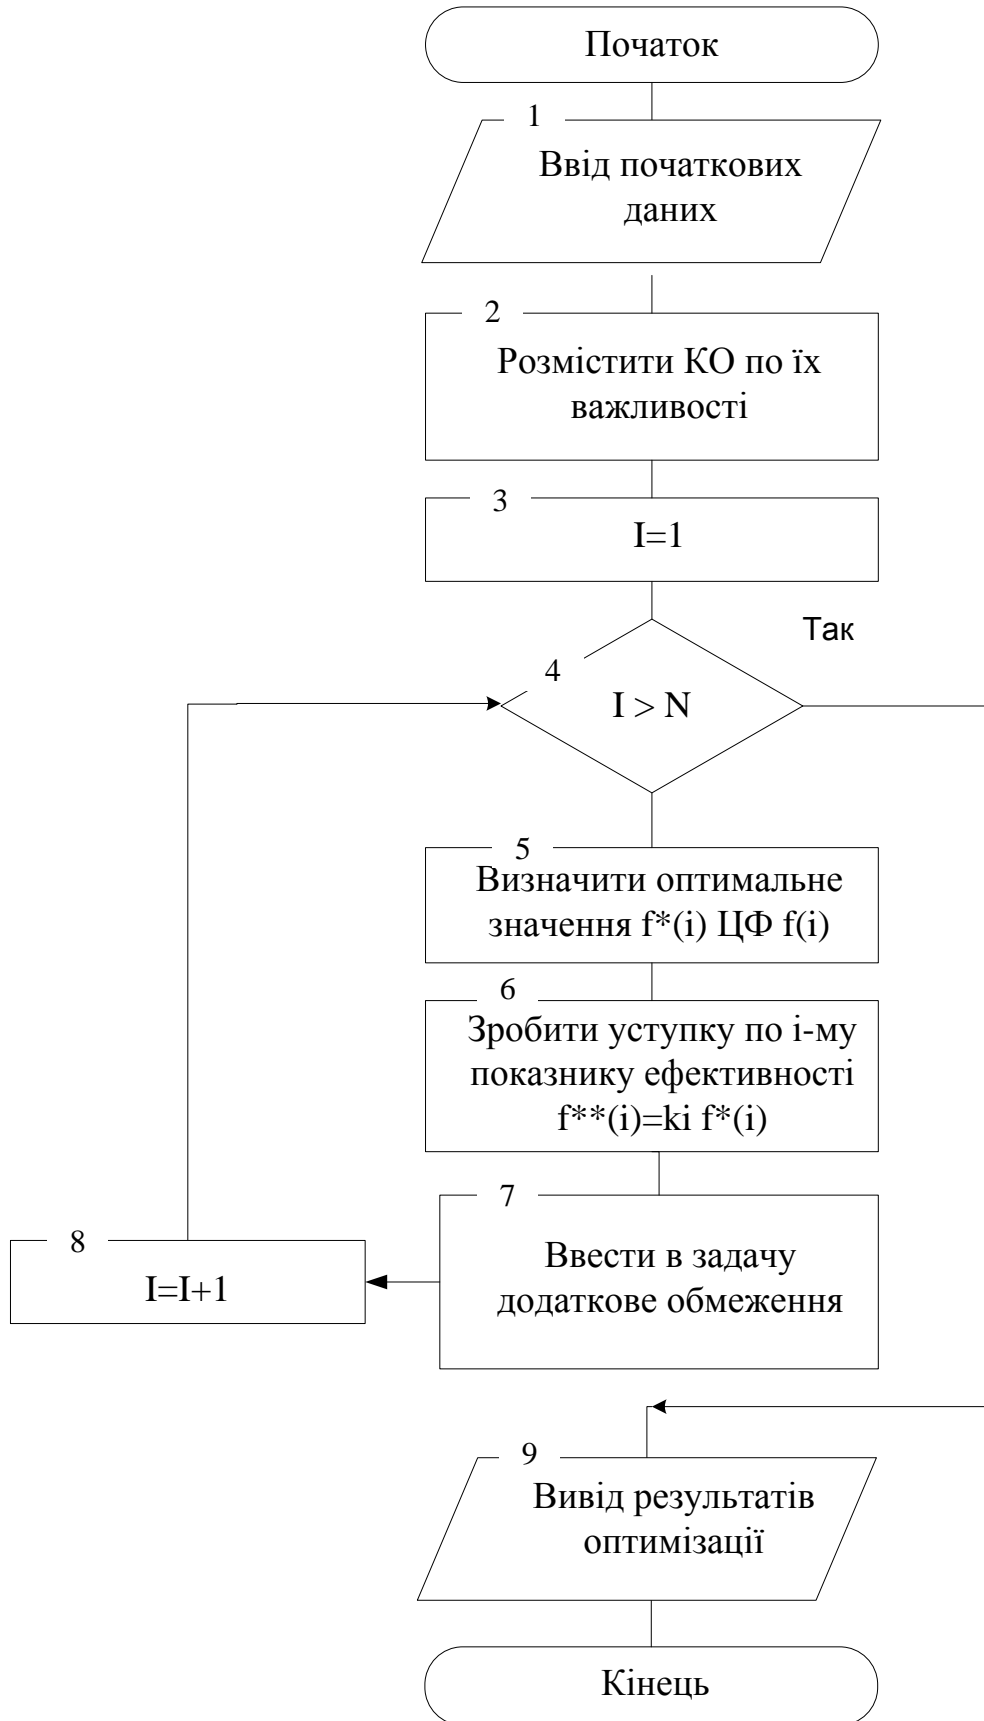 Початок
1
Ввід початкових
даних
2
Розмістити КО по їх
важливості
3
I=1
Так
4
I > N
5
Визначити оптимальне
значення f*(i) ЦФ f(i)
6
Зробити уступку по і-му
показнику ефективності
f**(i)=ki f*(i)
7
Ввести в задачу
додаткове обмеження
8
I=I+1
9
Вивід результатів
оптимізації
Кінець